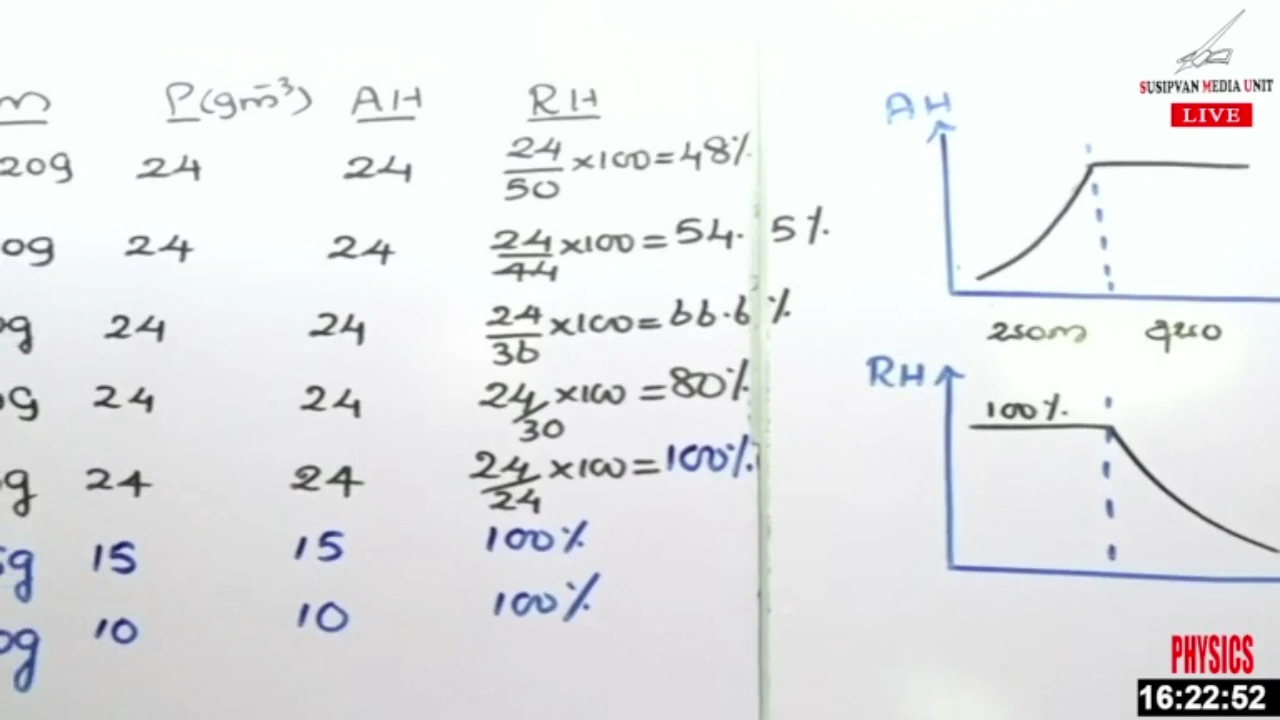 m P(gm⁻³) AH RH
20g 24 24 24/50 ×100 = 48%
0g 24 24 24/44 ×100 = 54.5%
g 24 24 24/36 ×100 = 66.6%
g 24 24 24/30 ×100 = 80%
g 24 24 24/24 ×100 = 100%
5g 15 15 100%
0g 10 10 100%
AH
RH
100%
SUSIPVAN MEDIA UNIT
LIVE
PHYSICS
16:22:52